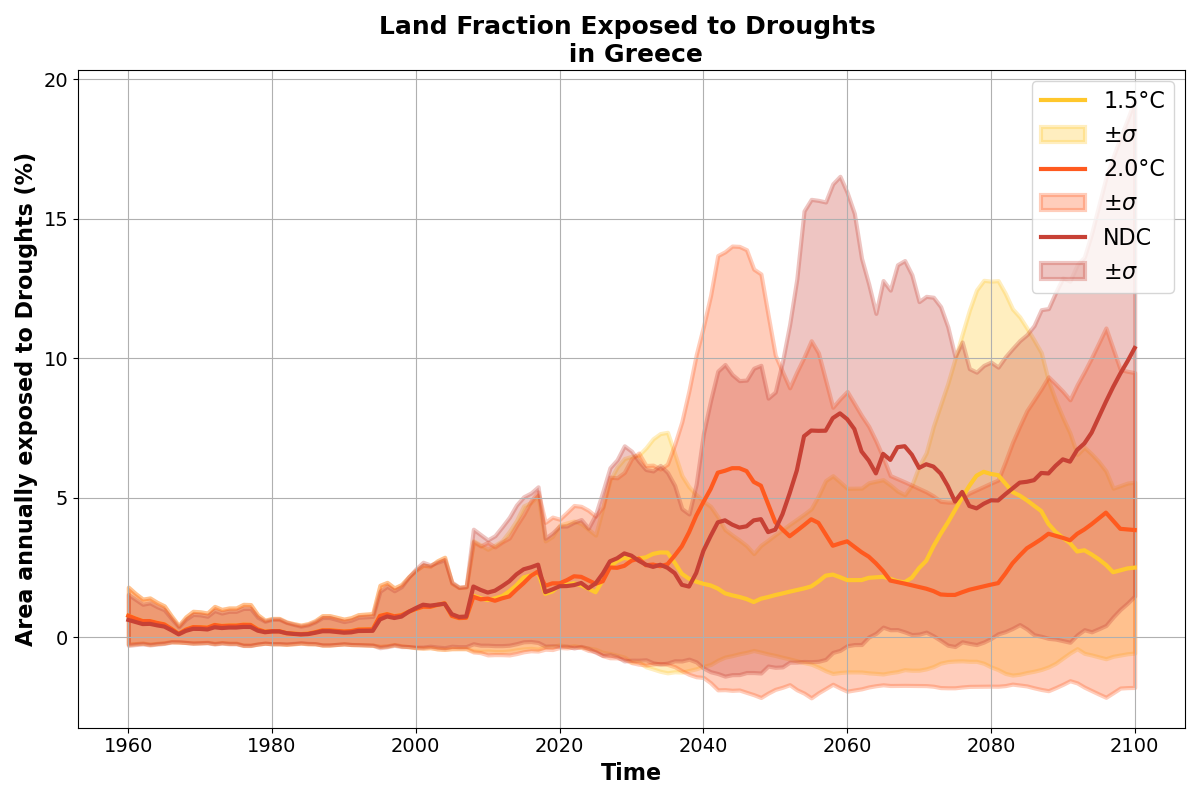 Land Fraction Exposed to Droughts
in Greece
Area annually exposed to Droughts (%)
20
15
10
5
0
1.5°C
±σ
2.0°C
±σ
NDC
±σ
1960
1980
2000
2020
2040
2060
2080
2100
Time